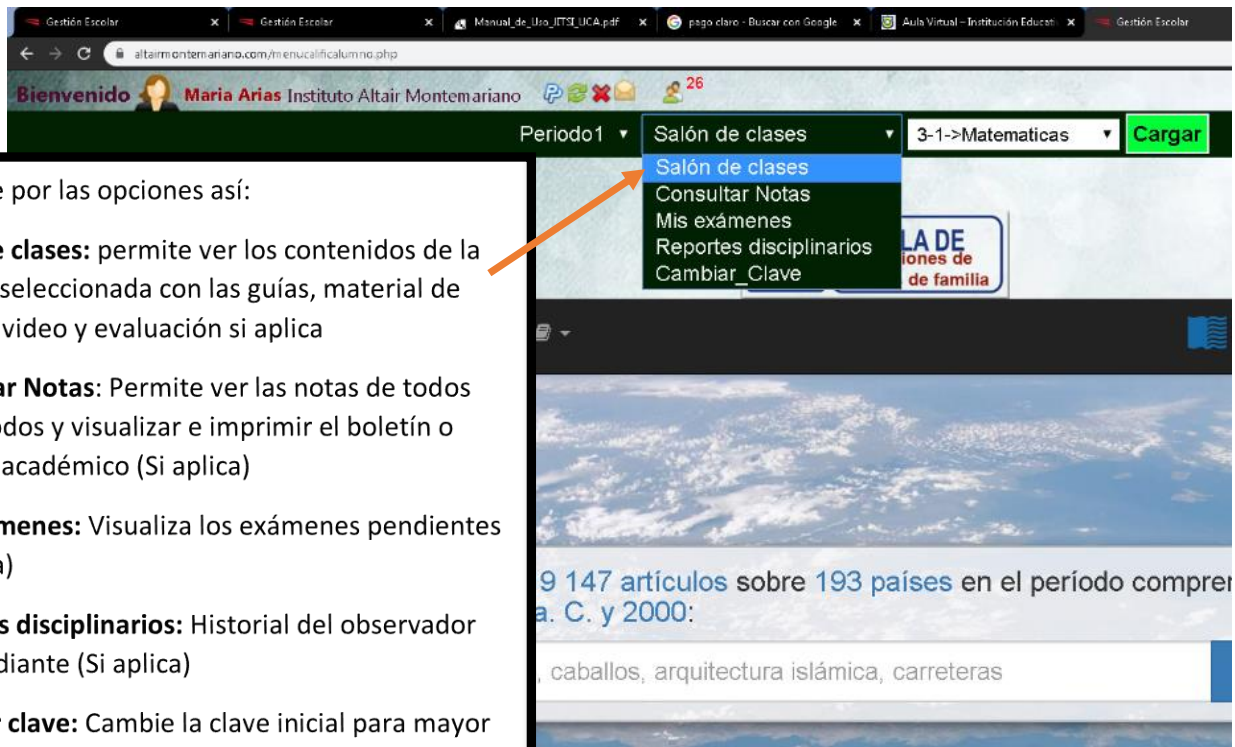 Gestión Escolar
Gestión Escolar
Manual_de_Uso_JITSI_UCA.pdf
pago claro - Buscar con Google
Aula Virtual – Institución Educati
Gestión Escolar
altairmontemariano.com/menucalificalumno.php
Bienvenido Maria Arias Instituto Altair Montemariano 26
Periodo1 Salón de clases 3-1->Matematicas Cargar
Salón de clases
Consultar Notas
Mis exámenes
Reportes disciplinarios
Cambiar_Clave
LA DE
iones de
de familia
e por las opciones así:
e clases: permite ver los contenidos de la
seleccionada con las guías, material de
video y evaluación si aplica
ar Notas: Permite ver las notas de todos
odos y visualizar e imprimir el boletín o
académico (Si aplica)
menes: Visualiza los exámenes pendientes
a)
s disciplinarios: Historial del observador
diante (Si aplica)
r clave: Cambie la clave inicial para mayor
9 147 artículos sobre 193 países en el período compre
a. C. y 2000:
, caballos, arquitectura islámica, carreteras